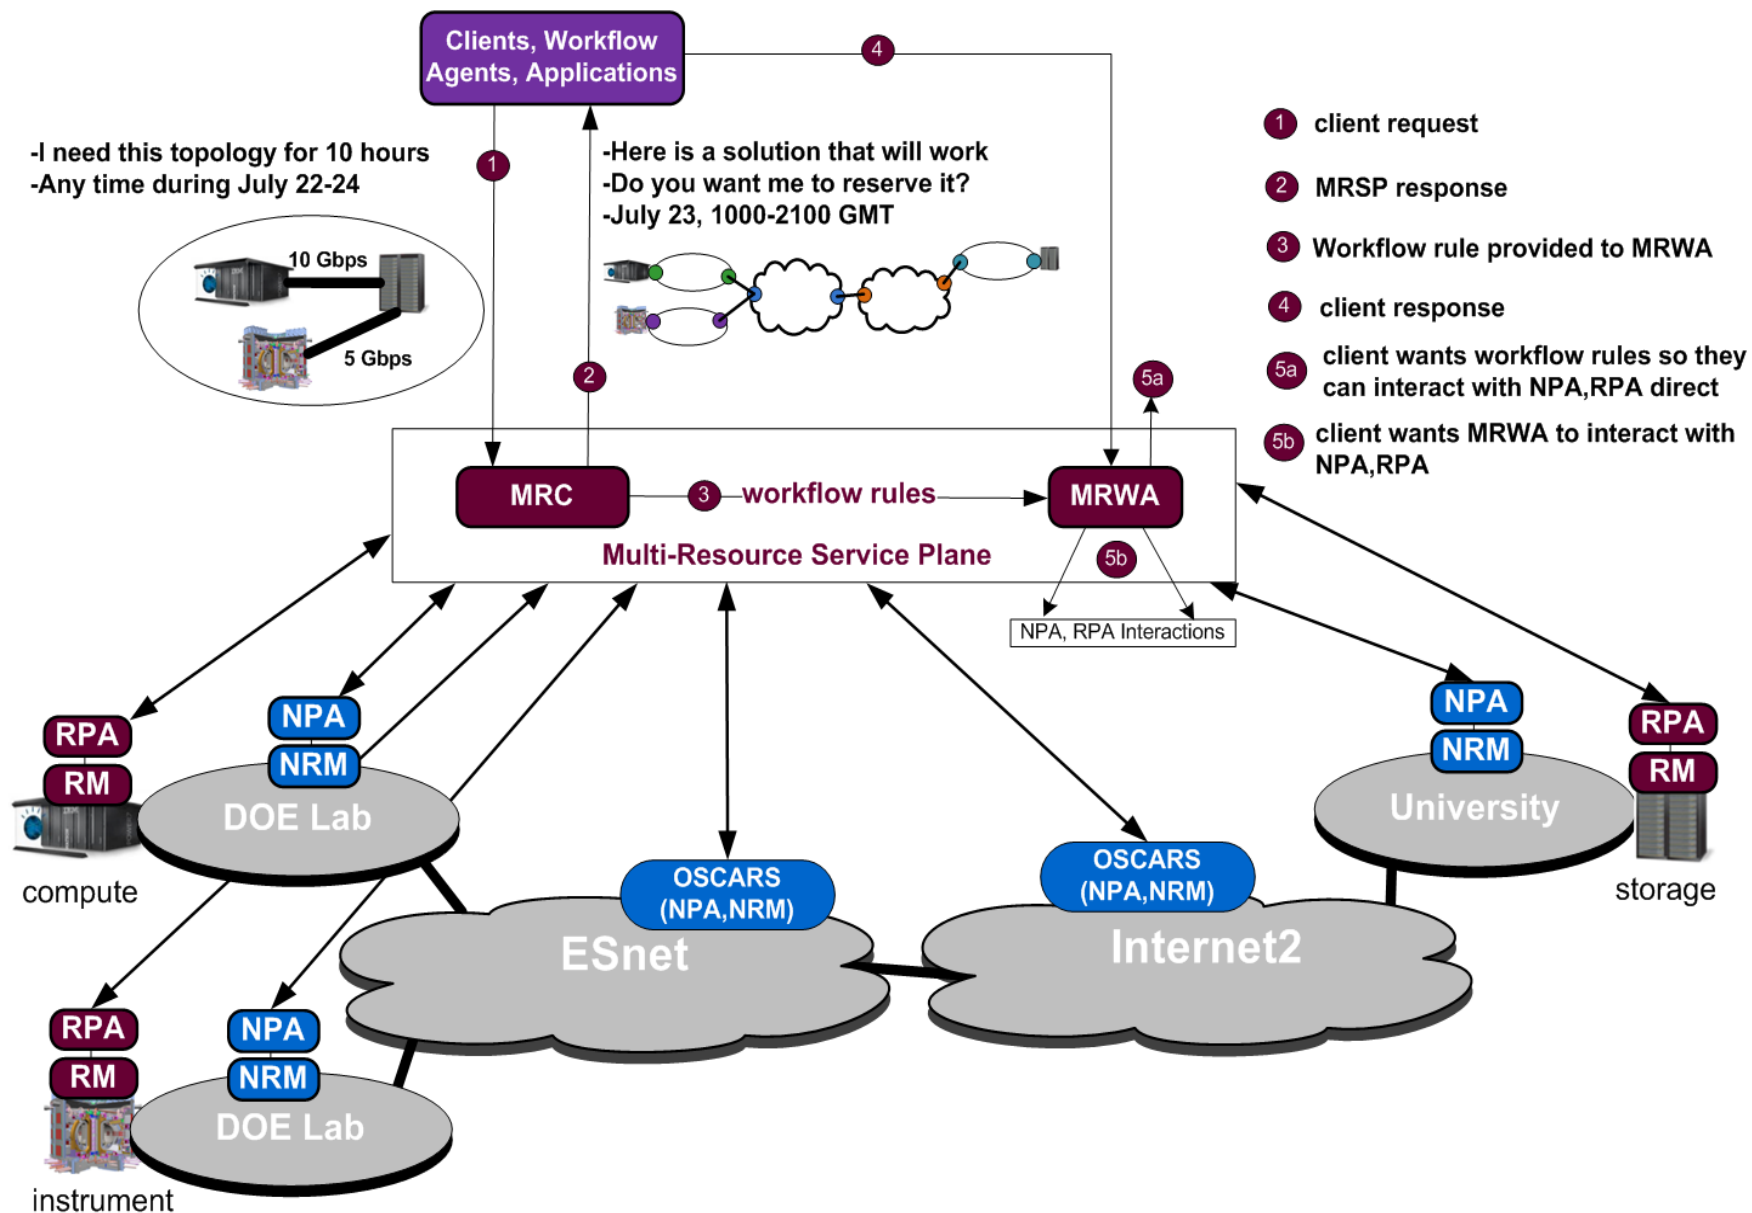 Clients, Workflow
Agents, Applications
4
-I need this topology for 10 hours
-Any time during July 22-24
1
-Here is a solution that will work
-Do you want me to reserve it?
-July 23, 1000-2100 GMT
10 Gbps
5 Gbps
2
5a
1 client request
2 MRSP response
3 Workflow rule provided to MRWA
4 client response
5a client wants workflow rules so they
can interact with NPA,RPA direct
5b client wants MRWA to interact with
NPA,RPA
MRC
3
workflow rules
MRWA
Multi-Resource Service Plane
5b
NPA, RPA Interactions
RPA
RM
compute
NPA
NRM
DOE Lab
OSCARS
(NPA,NRM)
ESnet
OSCARS
(NPA,NRM)
Internet2
NPA
NRM
University
RPA
RM
storage
RPA
RM
instrument
NPA
NRM
DOE Lab